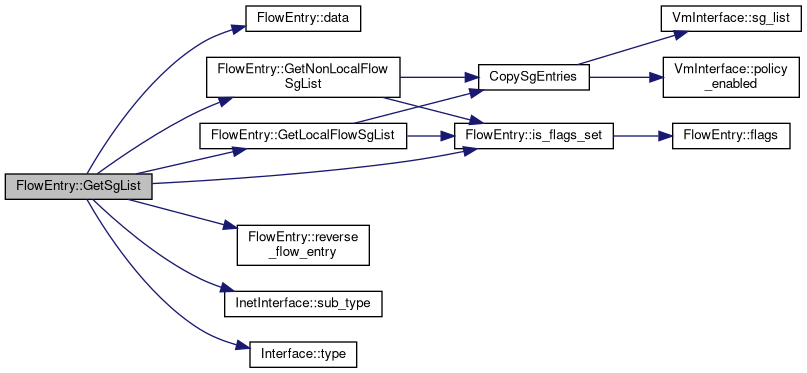 FlowEntry::data
VmInterface::sg_list
FlowEntry::GetNonLocalFlow
SgList
CopySgEntries
VmInterface::policy
_enabled
FlowEntry::GetLocalFlowSgList
FlowEntry::is_flags_set
FlowEntry::flags
FlowEntry::GetSgList
FlowEntry::reverse
_flow_entry
InetInterface::sub_type
Interface::type